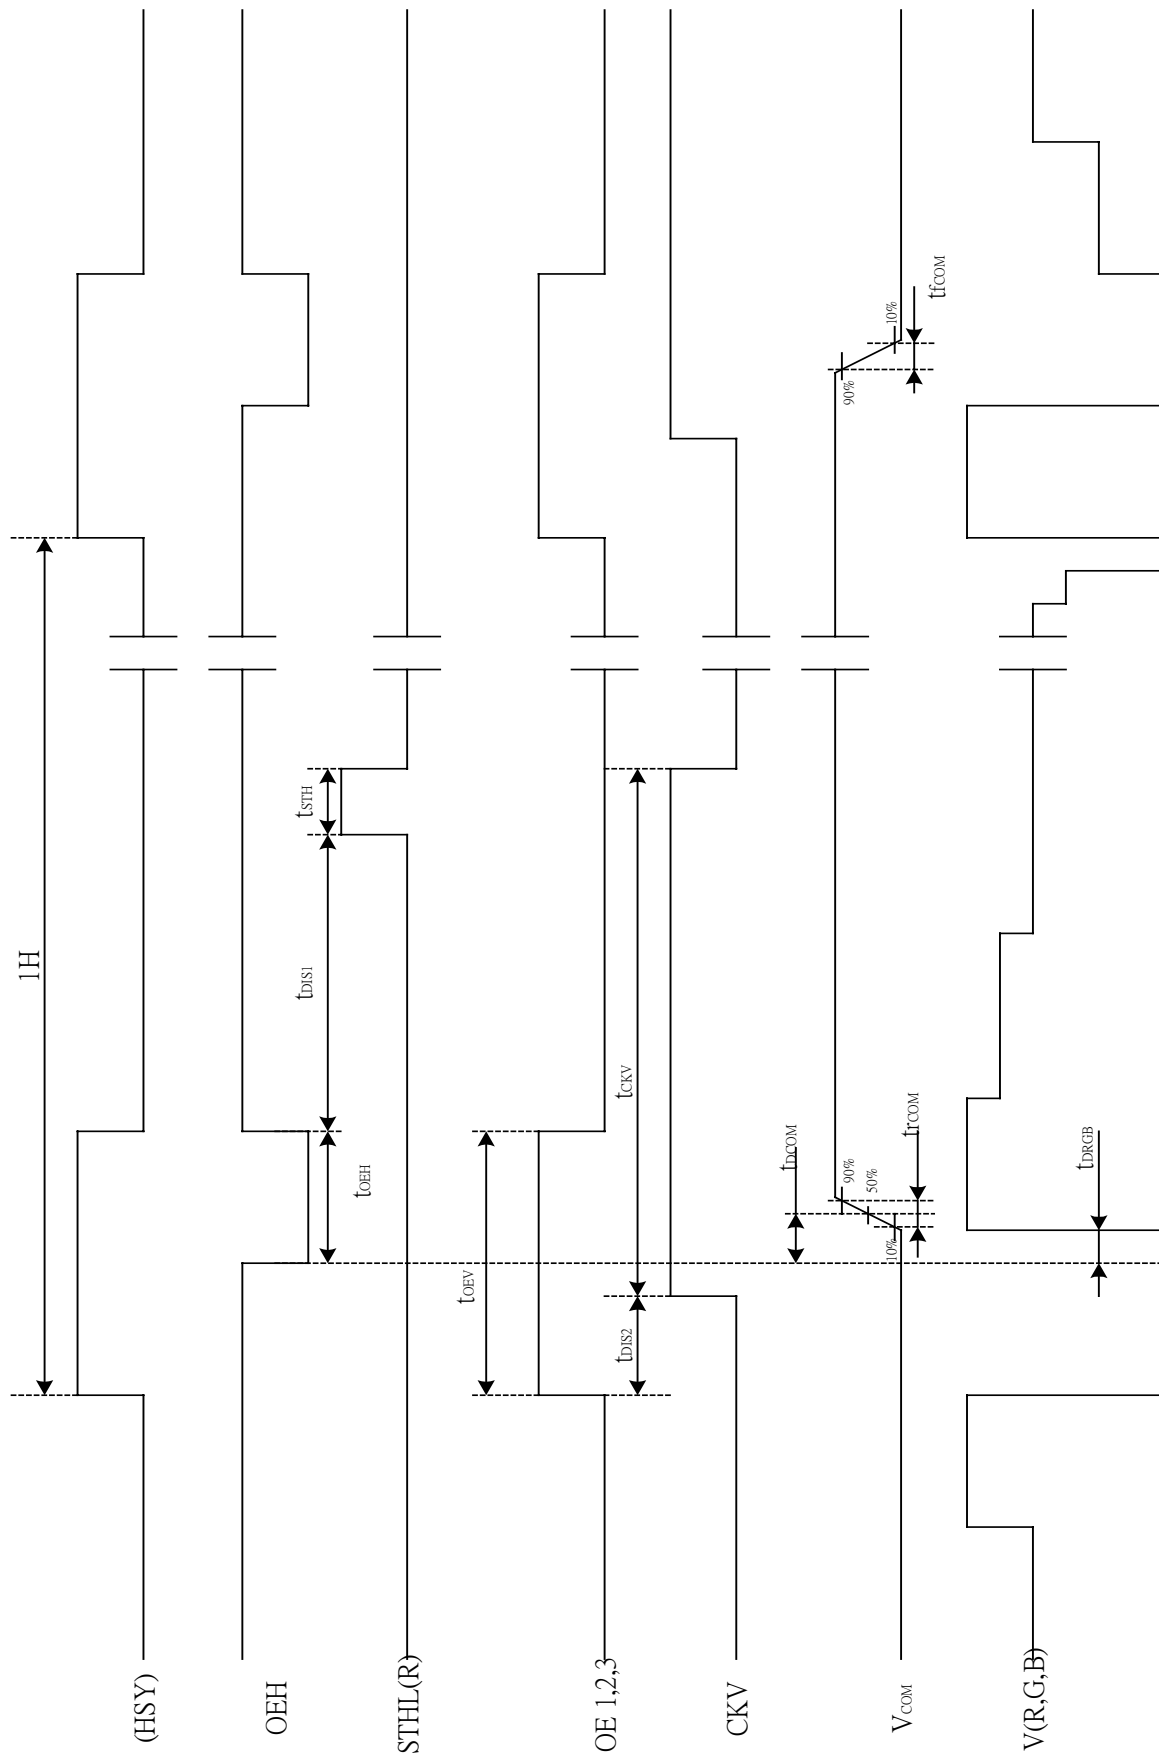 (HSY)
1H
OEH
tOEH
tDIS1
tSTH
STHL(R)
tOEV
OE 1,2,3
tDIS2
tCKV
CKV
tDCOM
90%
50%
10%
trCOM
90%
10%
tfCOM
VCOM
tDRGB
V(R,G,B)